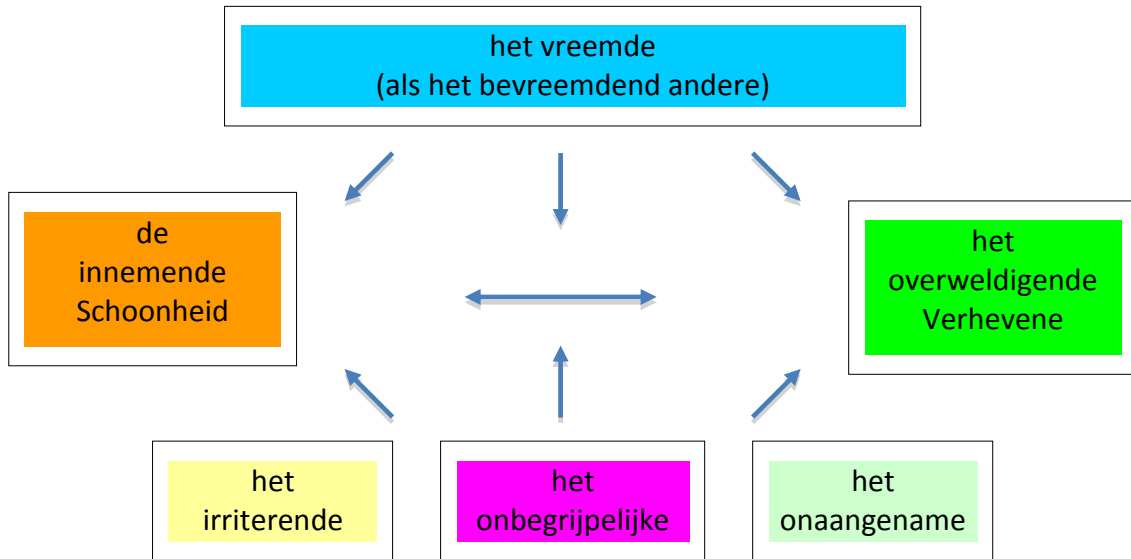 het vreemde
(als het bevreemdend andere)
de
innemende
Schoonheid
het
overweldigende
Verhevene
het
irriterende
het
onbegrijpelijke
het
onaangename